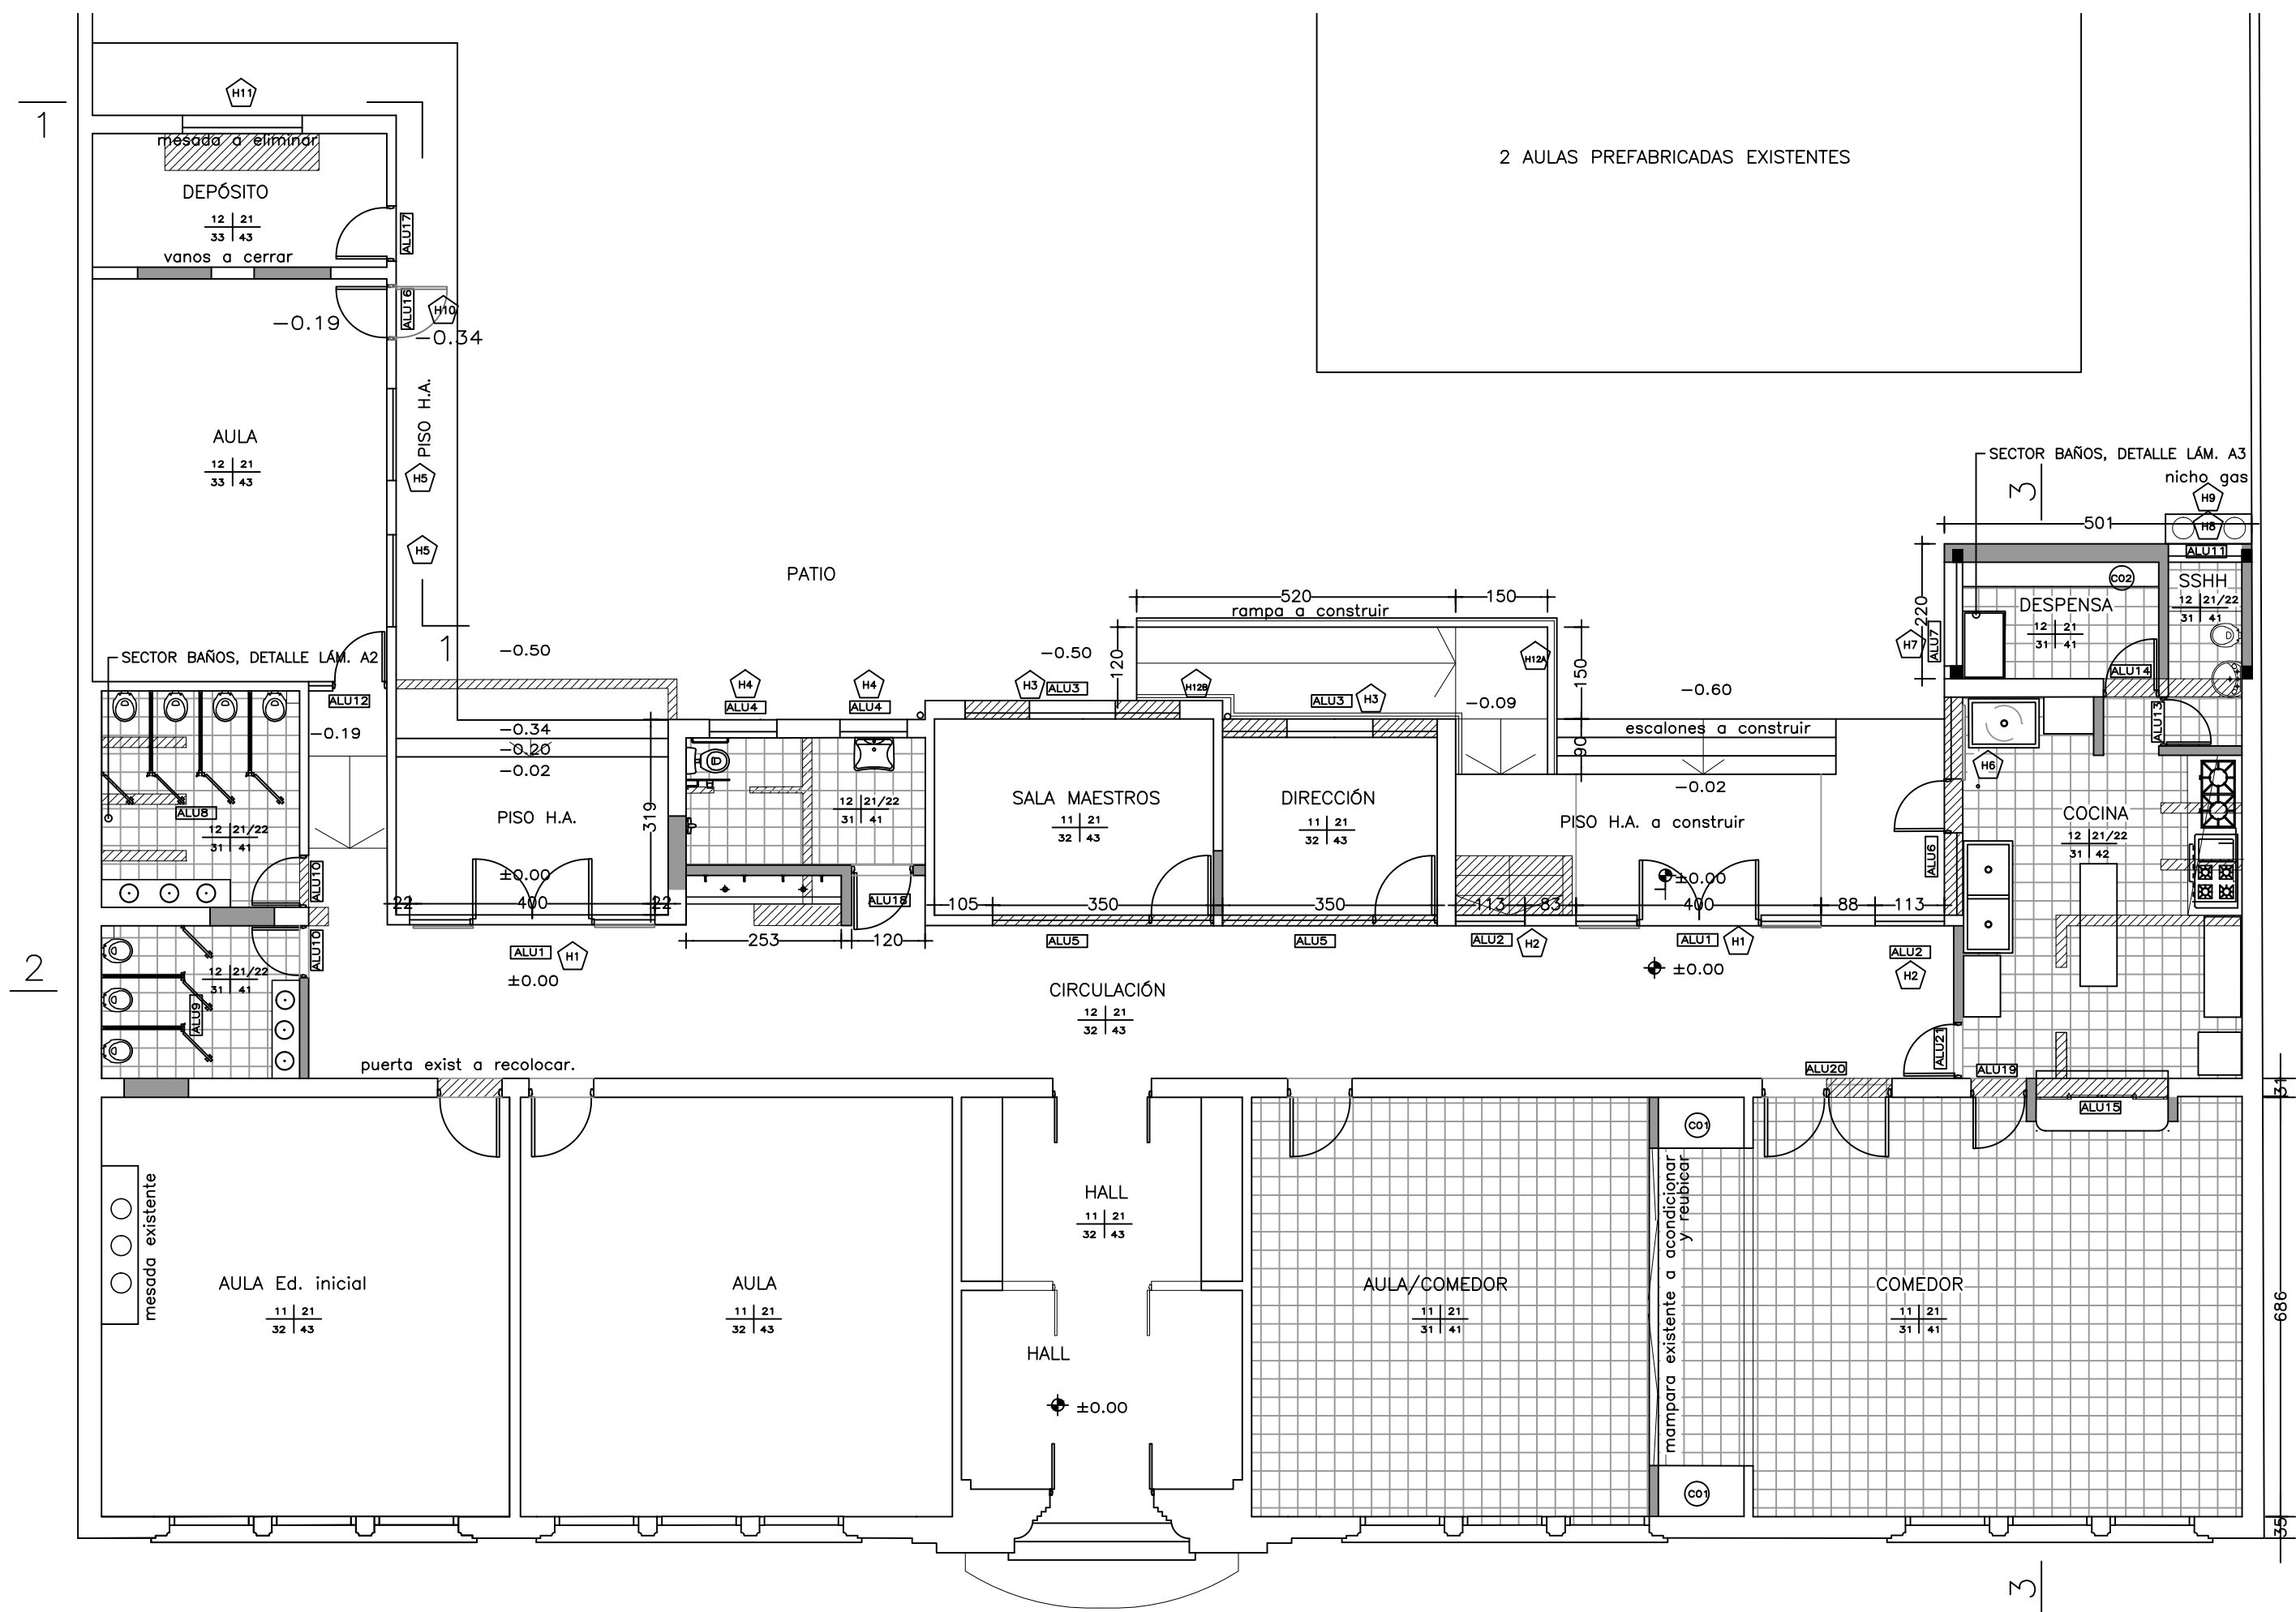 H11
1
mesada a eliminar
2 AULAS PREFABRICADAS EXISTENTES
DEPÓSITO
12 21
33 43
ALU17
vanos a cerrar
ALU16
H10
-0.19
-0.34
PISO H.A.
AULA
12 21
33 43
H5
H5
SECTOR BAÑOS, DETALLE LÁM. A3
3
nicho gas
H9
H8
501
ALU11
PATIO
C02
SSHH
12 21/22
31 41
DESPENSA
12 21
31 41
220
H7
ALU7
ALU14
ALU13
520
150
rampa a construir
120
150
90
H12A
H12B
1
-0.50
-0.50
SECTOR BAÑOS, DETALLE LÁM. A2
H4
H4
ALU4
ALU4
H3
ALU3
ALU3
H3
-0.60
-0.09
ALU12
-0.19
-0.34
-0.20
-0.02
escalones a construir
-0.02
H6
319
PISO H.A.
SALA MAESTROS
11 21
32 43
DIRECCIÓN
11 21
32 43
PISO H.A. a construir
COCINA
12 21/22
31 42
ALU8
12 21/22
31 41
12 21/22
31 41
ALU6
ALU10
±0.00
±0.00
22
400
22
ALU18
105
350
350
113
83
400
88
113
253
120
ALU10
ALU1
H1
ALU5
ALU5
ALU2
H2
ALU1
H1
ALU2
H2
2
12 21/22
31 41
ALU9
±0.00
±0.00
CIRCULACIÓN
12 21
32 43
puerta exist a recolocar.
ALU21
ALU20
ALU19
ALU15
31
C01
HALL
11 21
32 43
mesada existente
mampara existente a acondicionar
y reubicar
AULA Ed. inicial
11 21
32 43
AULA
11 21
32 43
AULA/COMEDOR
11 21
31 41
COMEDOR
11 21
31 41
686
HALL
±0.00
C01
35
3